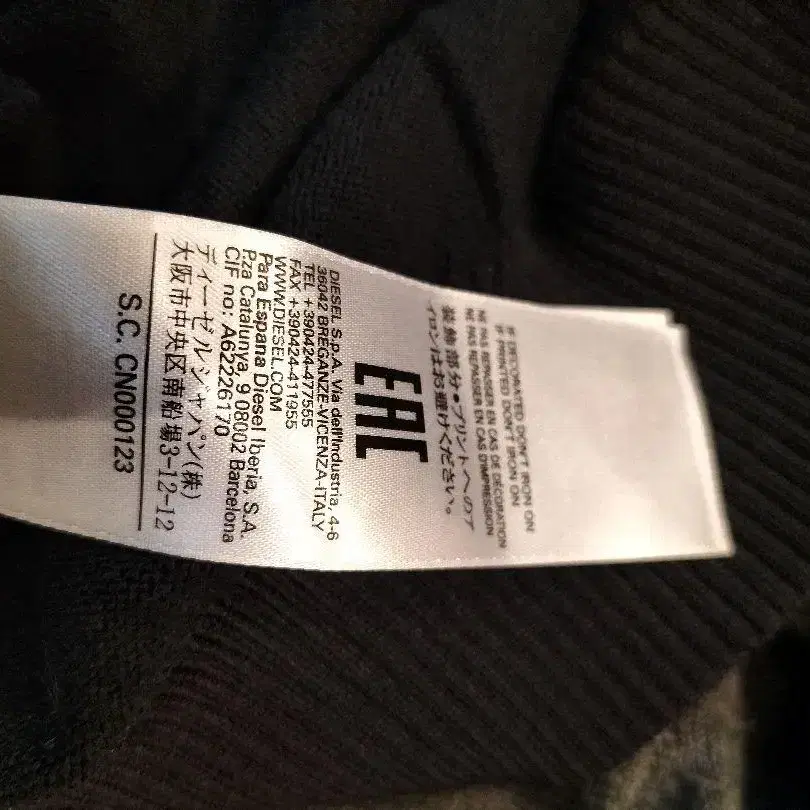 IF DECORATED DON'T IRON ON
IF PRINTED DON'T IRON ON
NE PAS REPASSER EN CAS DE DÉCORATION
NE PAS REPASSER EN CAS D'IMPRESSION
装飾部分・プリントへのア
イロンはお避けください。
EAC
DIESEL S.p.A. Via dell'Industria, 4-6
36042 BREGANZE-VICENZA-ITALY
TEL +390424-477555
FAX +390424-411955
WWW.DIESEL.COM
Para Espana Diesel Iberia, S.A.
Pza Catalunya, 9 08002 Barcelona
CIF no: A62226170
ディーゼルジャパン(株)
大阪市中央区南船場3-12-12
S.C. CN000123